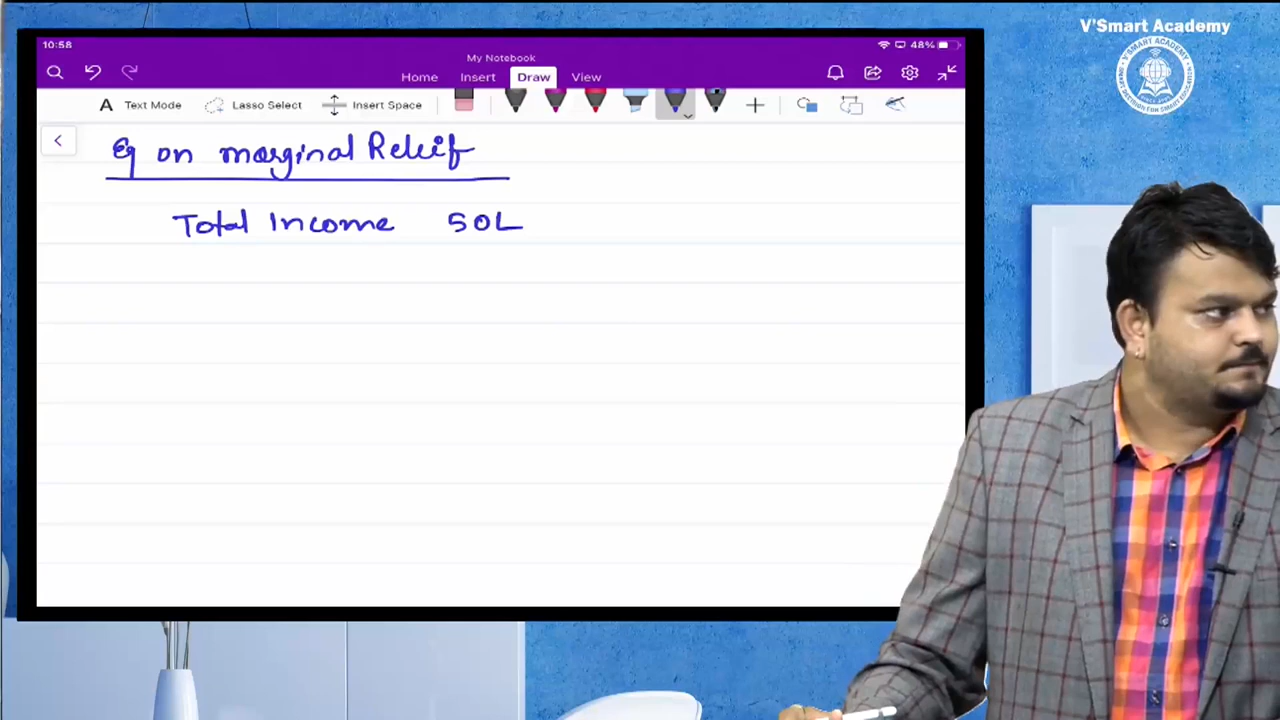 V'Smart Academy
10:58
48%
My Notebook
Home Insert Draw View
Text Mode Lasso Select Insert Space
Eg on marginal Releif
Total Income 50L